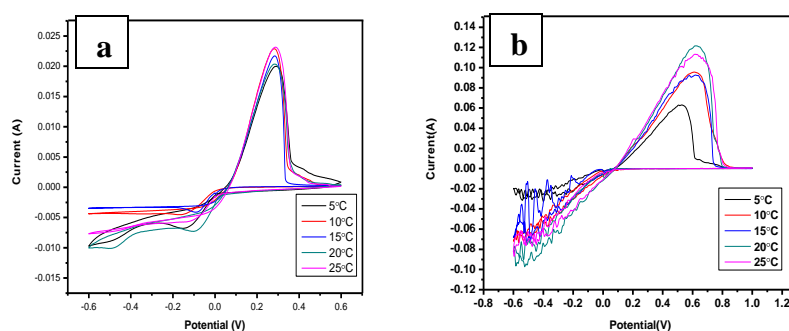 a
Current (A)
0.025
0.020
0.015
0.010
0.005
0.000
-0.005
-0.010
-0.015
-0.6
-0.4
-0.2
0.0
0.2
0.4
0.6
Potential (V)
5°C
10°C
15°C
20°C
25°C
b
Current(A)
0.14
0.12
0.10
0.08
0.06
0.04
0.02
0.00
-0.02
-0.04
-0.06
-0.08
-0.10
0.12
-0.8
-0.6
-0.4
-0.2
0.0
0.2
0.4
0.6
0.8
1.0
1.2
Potential(V)
5°C
10°C
15°C
20°C
25°C